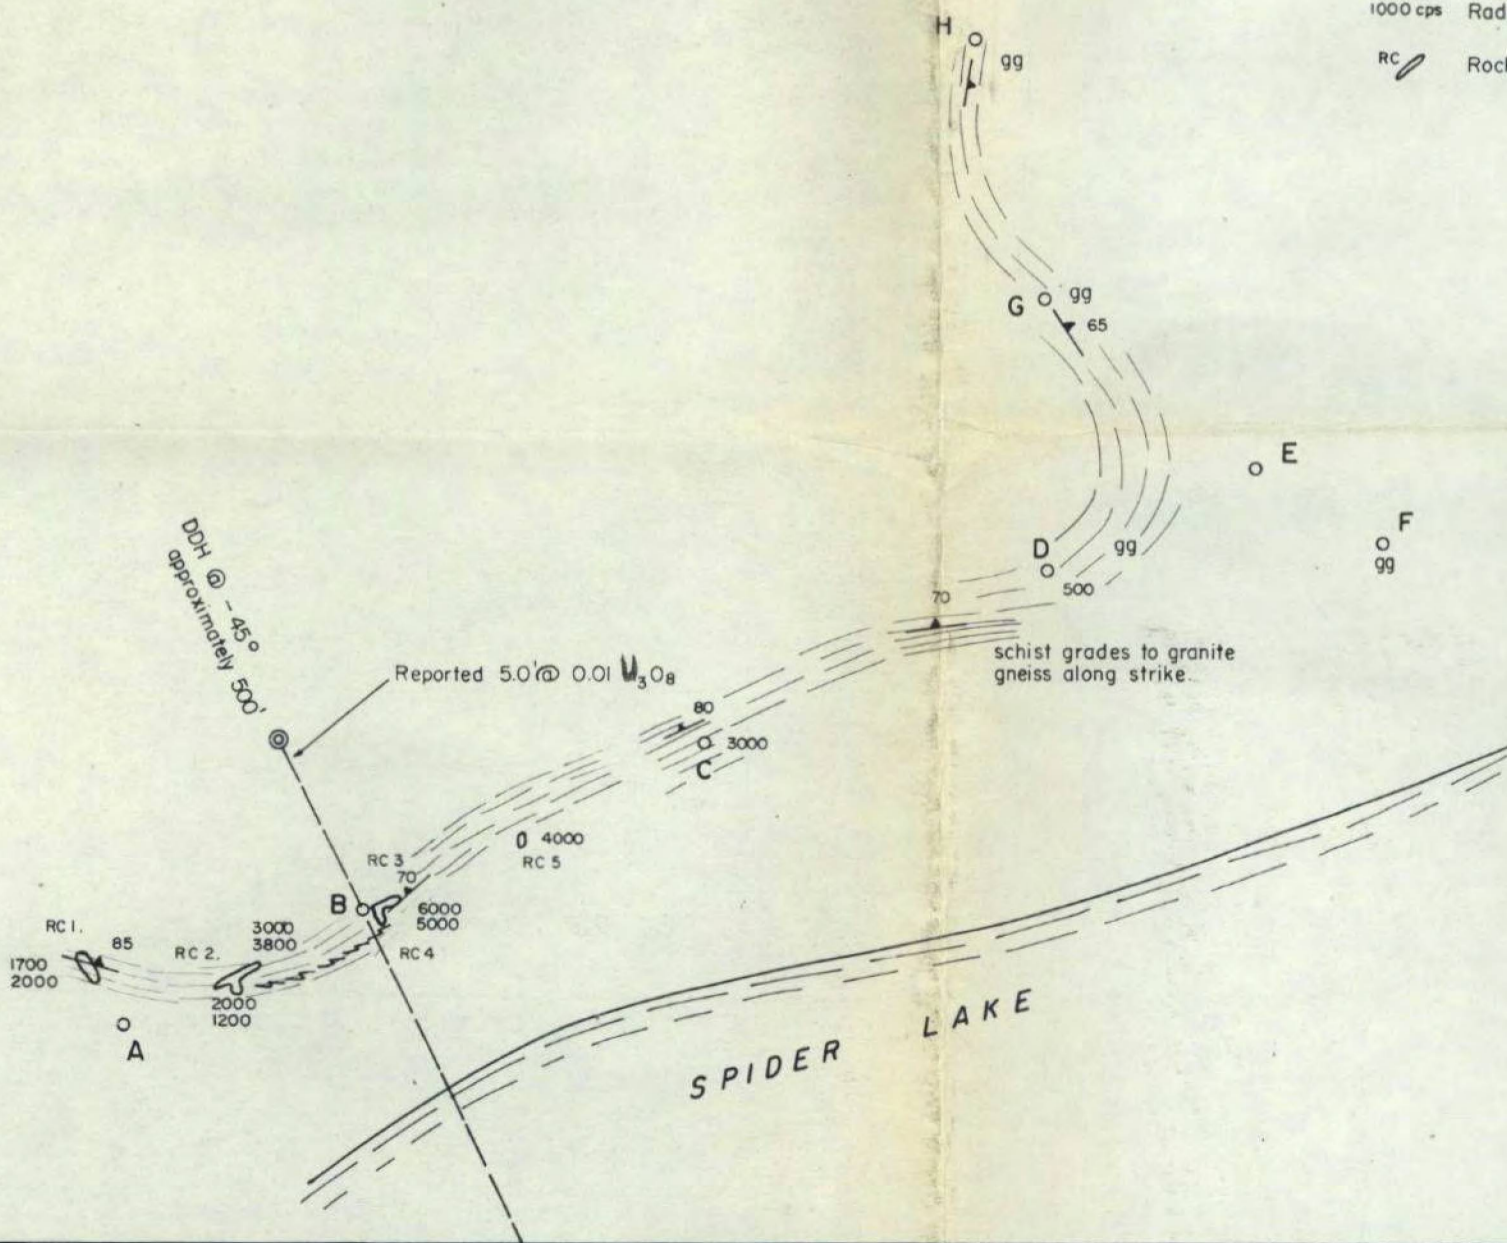 1000 cps Rad
RC Rock
H
gg
G
gg
65
E
F
gg
D
gg
500
70
schist grades to granite
gneiss along strike.
DDH @ -45°
approximately 500'
Reported 5.0'@ 0.01 U3O8
80
3000
C
4000
RC 5
RC 3
70
B
6000
5000
RC 4
RC 1.
85
1700
2000
RC 2.
3000
3800
2000
1200
A
SPIDER LAKE